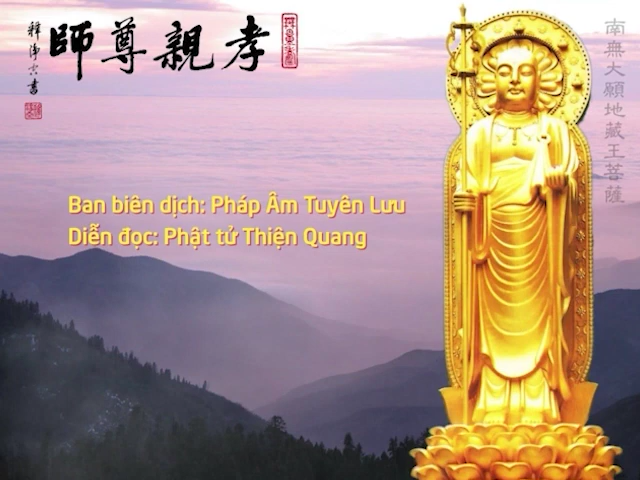 孝親尊師
釋淨空書
南無大願地藏王菩薩
Ban biên dịch: Pháp Âm Tuyên Lưu
Diễn đọc: Phật tử Thiện Quang